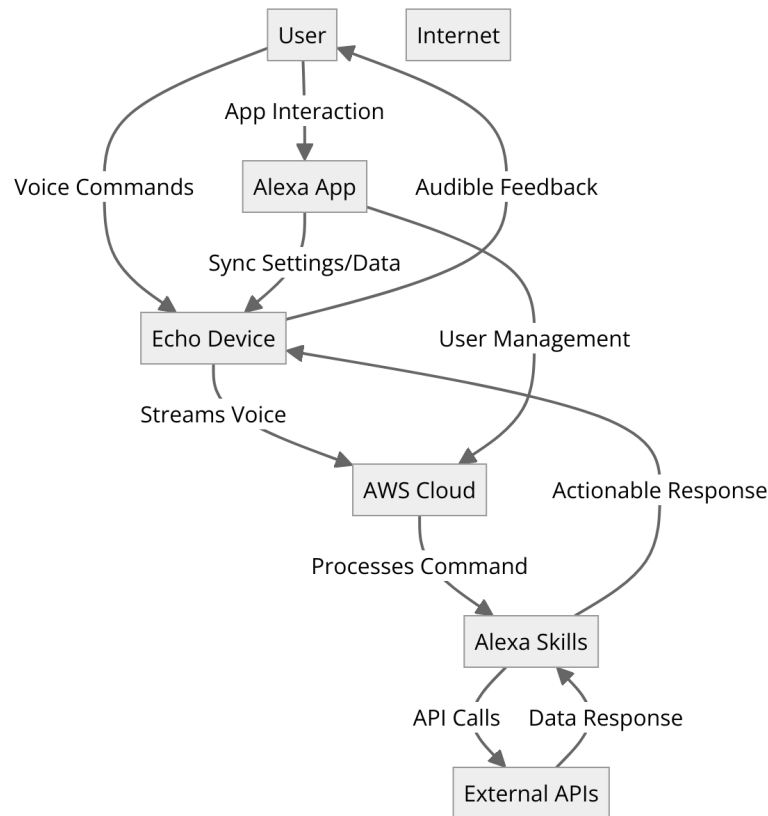 User
Internet
App Interaction
Voice Commands
Alexa App
Audible Feedback
Sync Settings/Data
Echo Device
User Management
Streams Voice
AWS Cloud
Actionable Response
Processes Command
Alexa Skills
API Calls
Data Response
External APIs